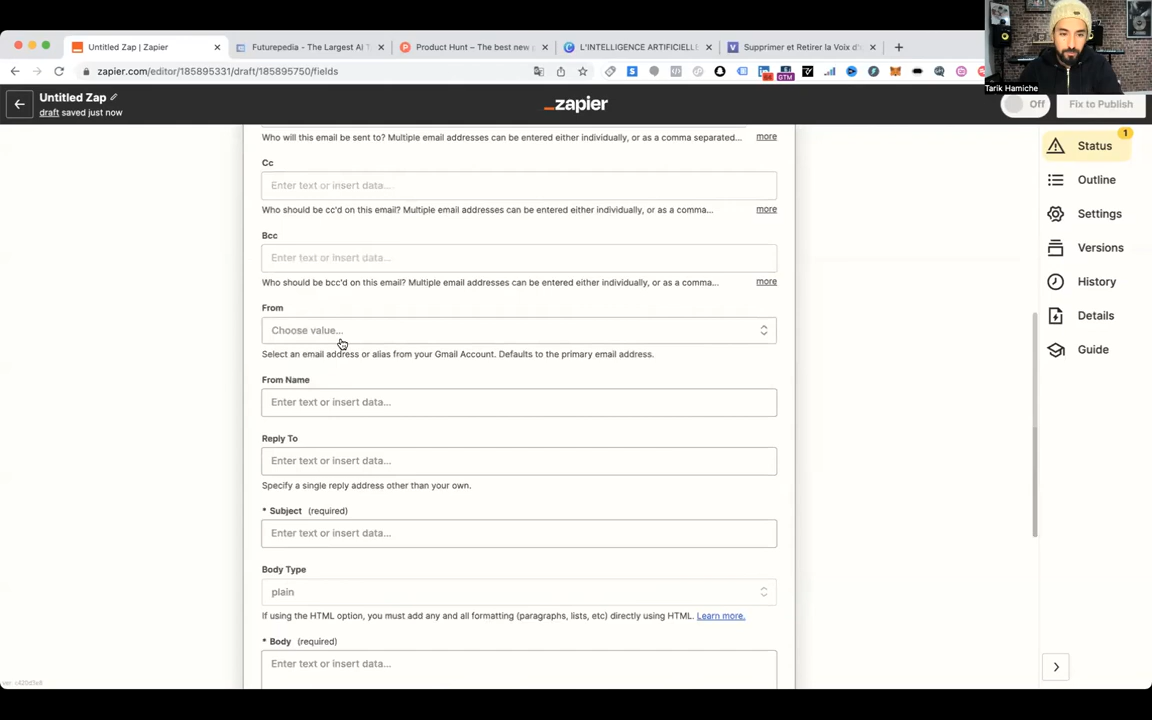 Untitled Zap | Zapier
Futurepedia - The Largest AI T
Product Hunt – The best new
L'INTELLIGENCE ARTIFICIELL
Supprimer et Retirer la Voix d'
zapier.com/editor/185895331/draft/185895750/fields
GTM
Tarik Hamiche
Untitled Zap
draft saved just now
_zapier
Off
Fix to Publish
Who will this email be sent to? Multiple email addresses can be entered either individually, or as a comma separated... more
Cc
Enter text or insert data...
Who should be cc'd on this email? Multiple email addresses can be entered either individually, or as a comma... more
Bcc
Enter text or insert data...
Who should be bcc'd on this email? Multiple email addresses can be entered either individually, or as a comma... more
From
Choose value...
Select an email address or alias from your Gmail Account. Defaults to the primary email address.
From Name
Enter text or insert data...
Reply To
Enter text or insert data...
Specify a single reply address other than your own.
* Subject (required)
Enter text or insert data...
Body Type
plain
If using the HTML option, you must add any and all formatting (paragraphs, lists, etc) directly using HTML. Learn more.
* Body (required)
Enter text or insert data...
1
Status
Outline
Settings
Versions
History
Details
Guide